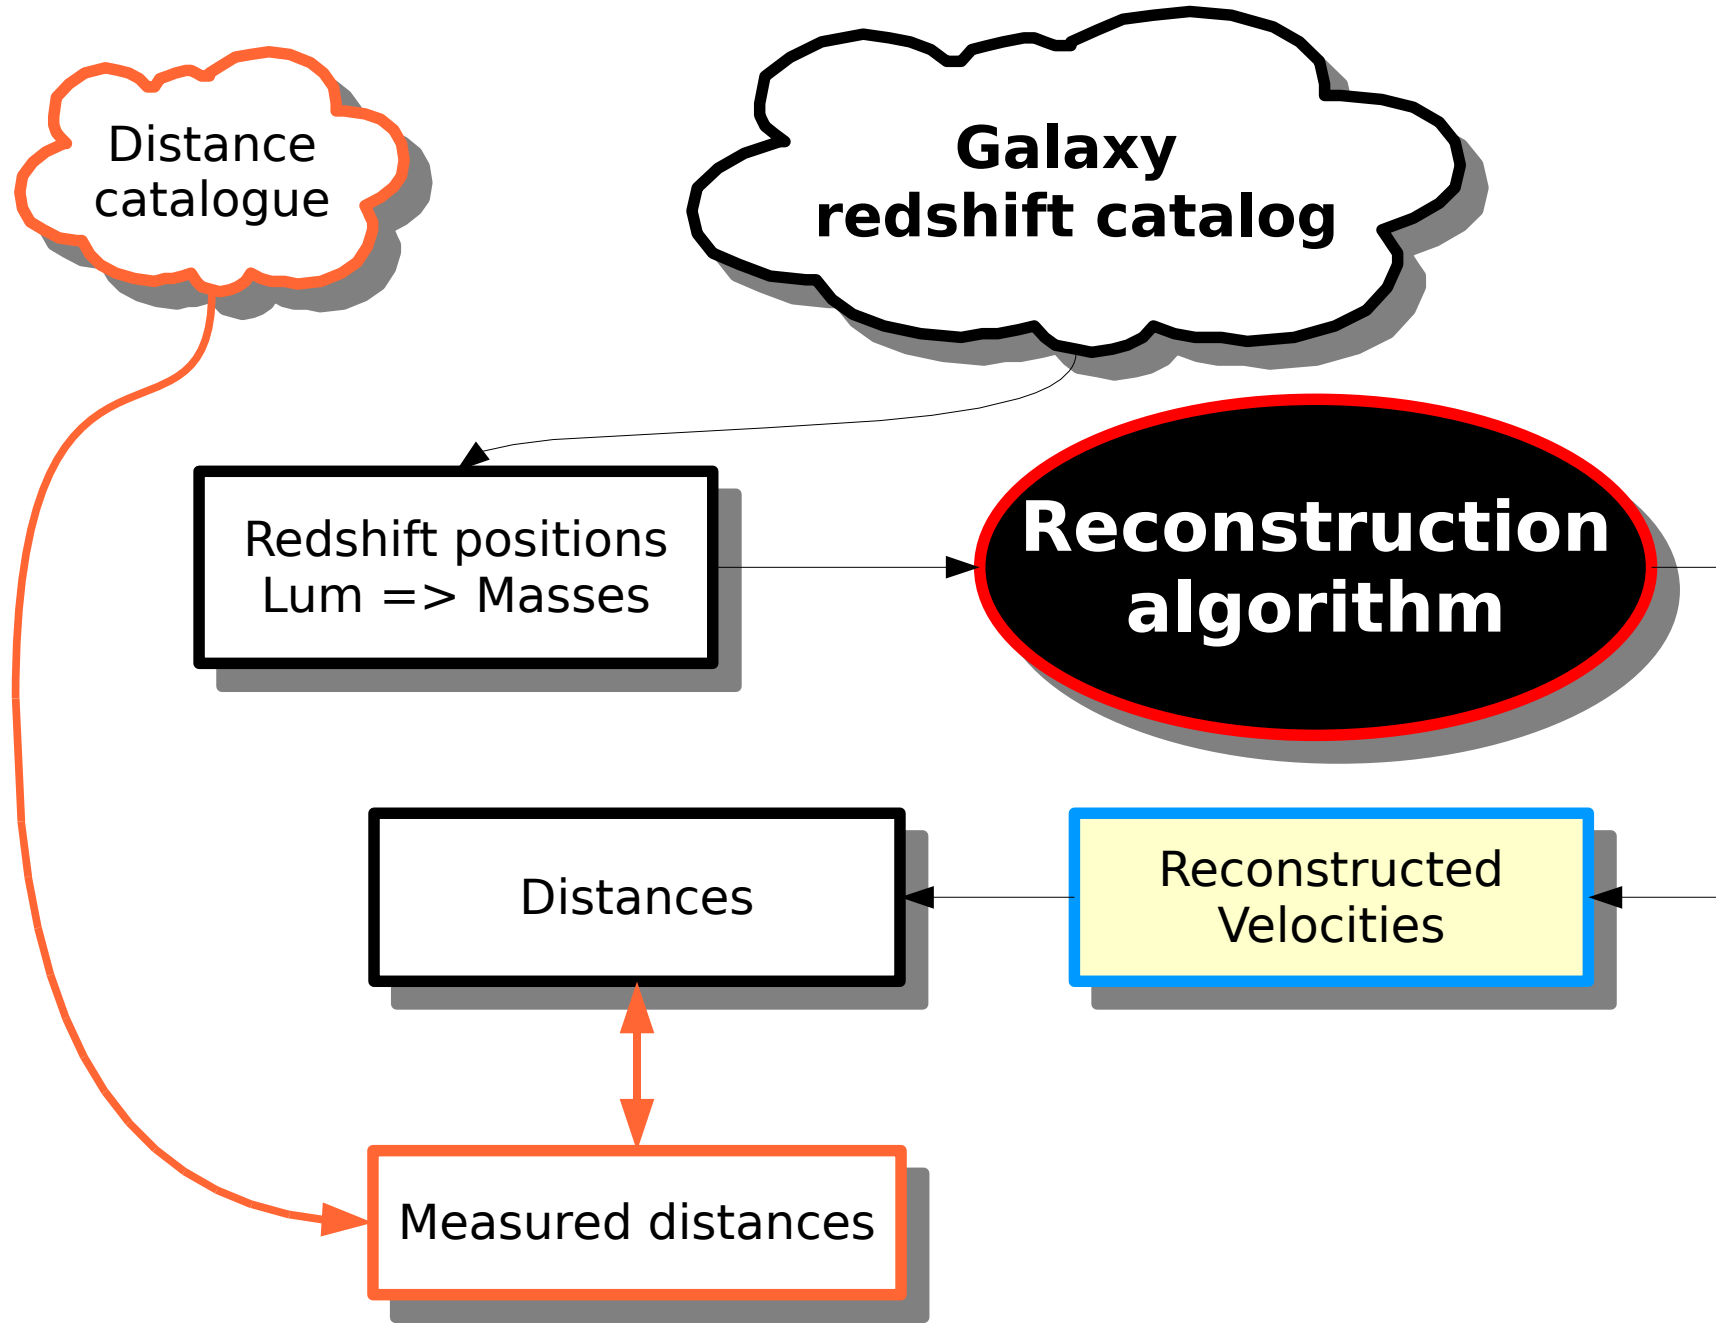 Distance
catalogue
Galaxy
redshift catalog
Redshift positions
Lum => Masses
Reconstruction
algorithm
Distances
Reconstructed
Velocities
Measured distances